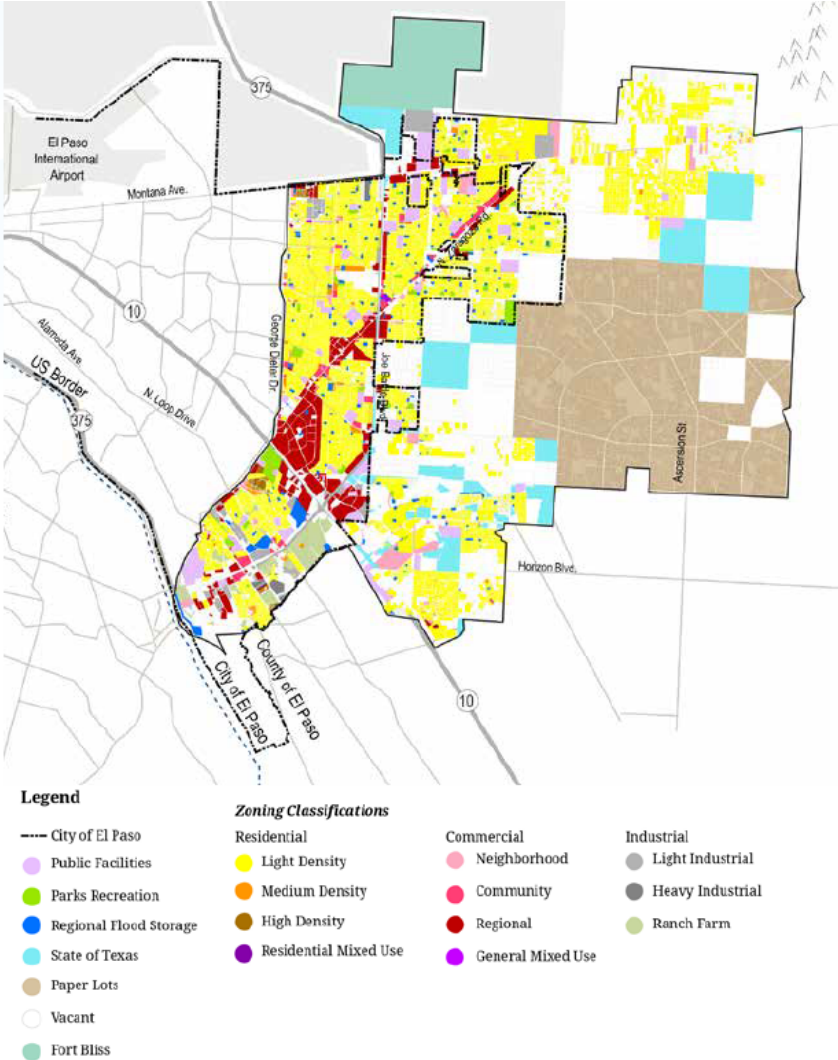 375
El Paso
International
Airport
Montana Ave.
N. Zaragoza Rd.
10
George Dieter Dr.
Alameda Ave
US Border
375
N. Loop Drive
Ascension St
Horizon Blvd.
County of El Paso
City of El Paso
10
Legend
City of El Paso
Public Facilities
Parks Recreation
Regional Flood Storage
State of Texas
Paper Lots
Vacant
Fort Bliss
Zoning Classifications
Residential
Light Density
Medium Density
High Density
Residential Mixed Use
Commercial
Neighborhood
Community
Regional
General Mixed Use
Industrial
Light Industrial
Heavy Industrial
Ranch Farm